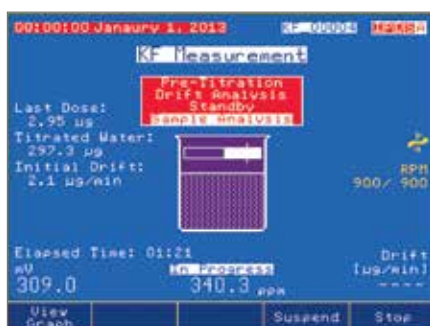 00:00:00 Janaury 1, 2013 KF_00004
KF Measurement
Pre-Titration
Drift Analysis
Standby
Sample Analysis
Last Dose:
2.95 µg
Titrated Water:
297.3 µg
Initial Drift:
2.1 µg/min
RPM
900/ 900
Elapsed Time: 01:21
Drift
mV In Progress [µg/min]
309.0 340.3 ppm ----
View Graph Suspend Stop